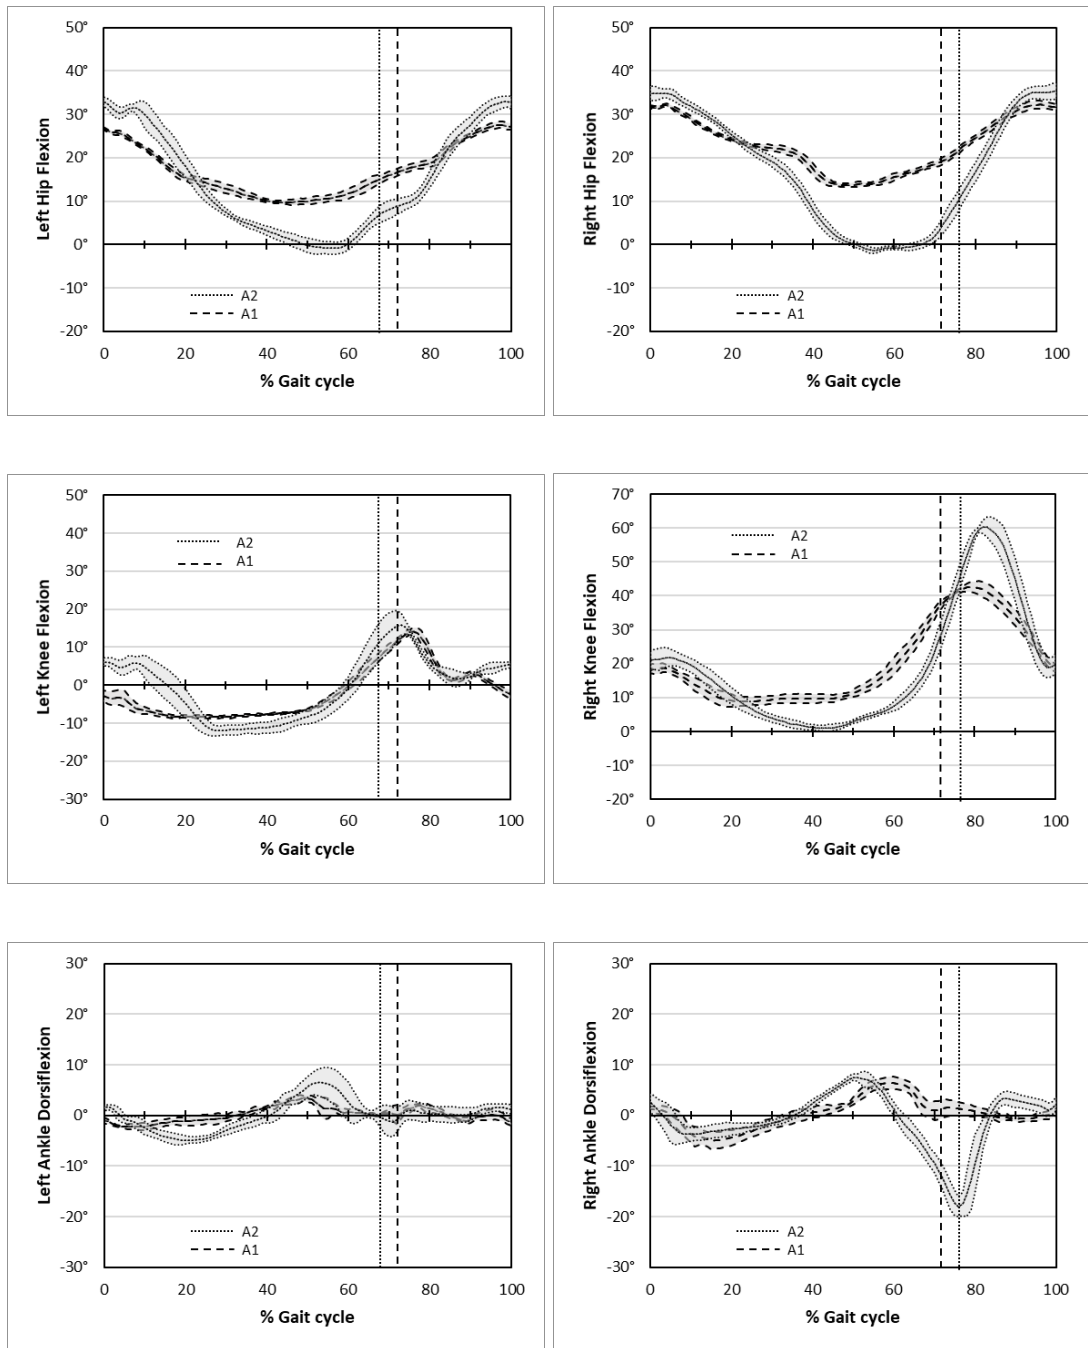 50°
40°
30°
20°
10°
0°
-10°
-20°
Left Hip Flexion
A2
A1
0 20 40 60 80 100
% Gait cycle
50°
40°
30°
20°
10°
0°
-10°
-20°
Right Hip Flexion
A2
A1
0 20 40 60 80 100
% Gait cycle
50°
40°
30°
20°
10°
0°
-10°
-20°
-30°
Left Knee Flexion
A2
A1
0 20 40 60 80 100
% Gait cycle
70°
60°
50°
40°
30°
20°
10°
0°
-10°
-20°
Right Knee Flexion
A2
A1
0 20 40 60 80 100
% Gait cycle
30°
20°
10°
0°
-10°
-20°
-30°
Left Ankle Dorsiflexion
A2
A1
0 20 40 60 80 100
% Gait cycle
30°
20°
10°
0°
-10°
-20°
-30°
Right Ankle Dorsiflexion
A2
A1
0 20 40 60 80 100
% Gait cycle